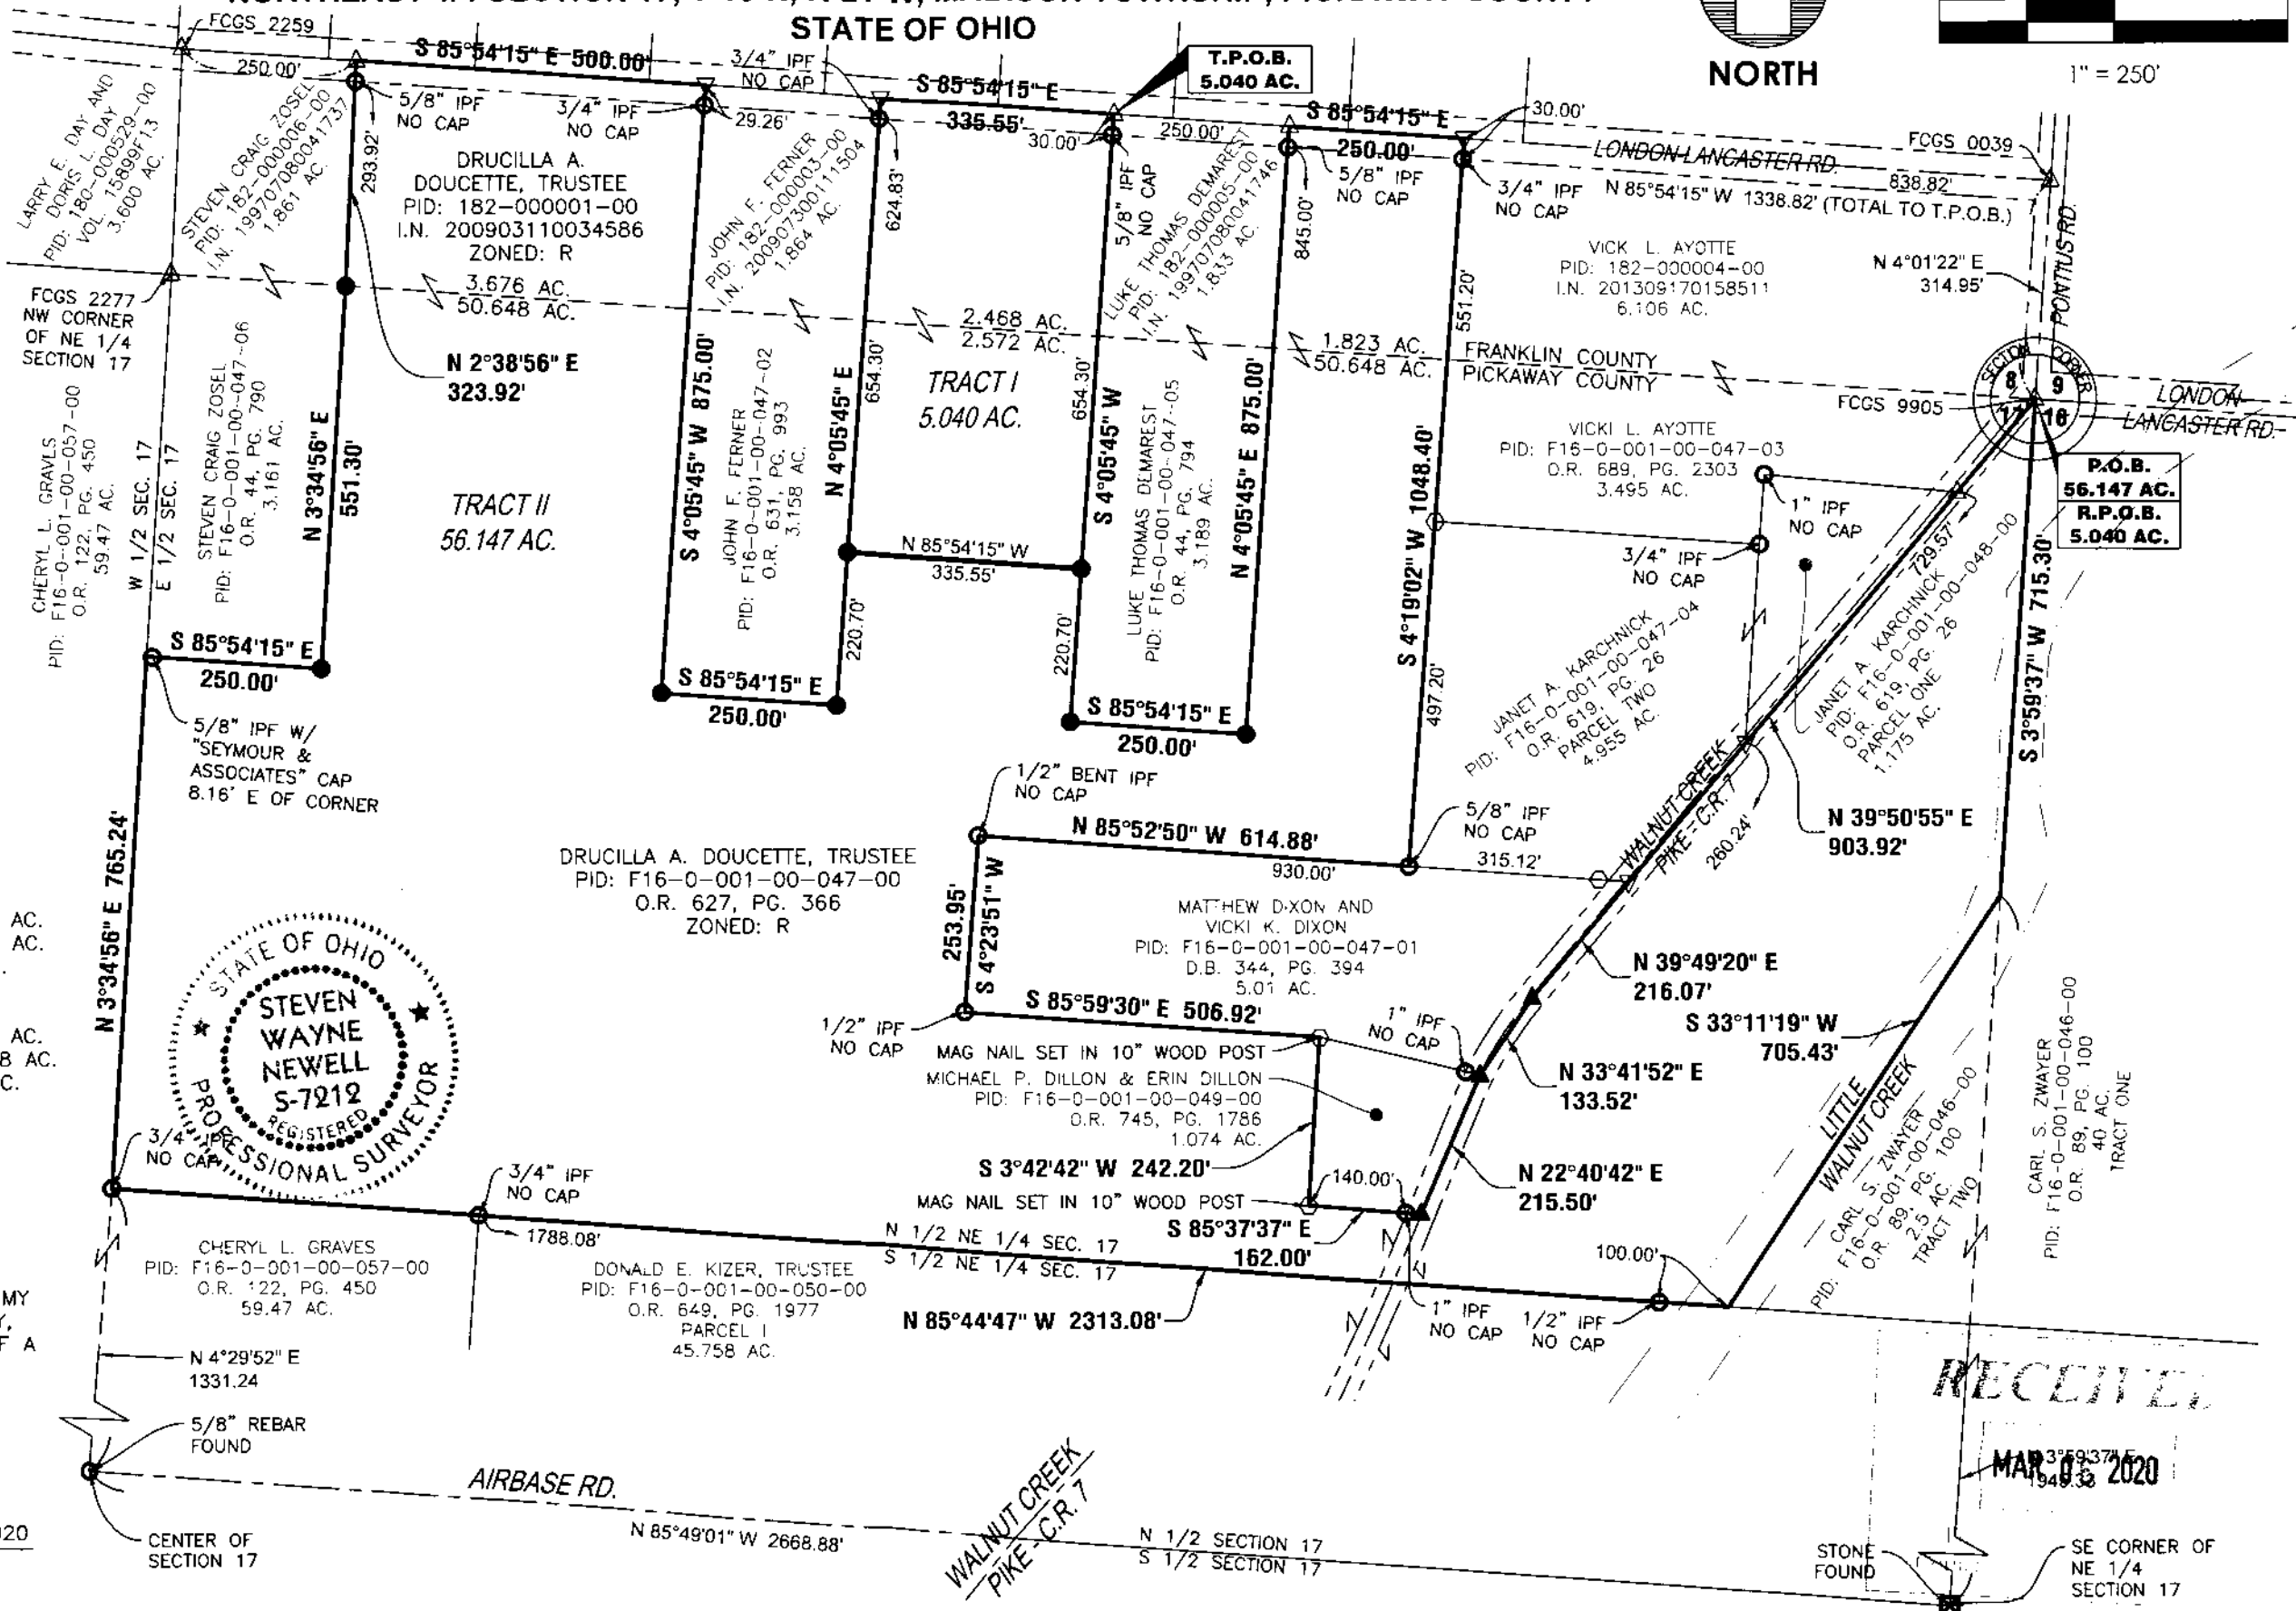 STATE OF OHIO
NORTH
1" = 250'
FCGS 2259
250.00'
S 85°54'15" E 500.00'
3/4" IPF
NO CAP
S 85°54'15" E
335.55'
T.P.O.B.
5.040 AC.
S 85°54'15" E
250.00'
30.00'
FCGS 0039
LONDON-LANCASTER RD.
838.82'
N 85°54'15" W 1338.82' (TOTAL TO T.P.O.B.)
5/8" IPF
NO CAP
3/4" IPF
NO CAP
29.26'
30.00'
250.00'
5/8" IPF
NO CAP
5/8" IPF
NO CAP
3/4" IPF
NO CAP
LARRY E. DAY AND
DORIS L. DAY
PID: 180-000529-00
VOL. 15899F13
3.600 AC.
STEVEN CRAIG ZOSEL
PID: 182-000006-00
I.N. 199707080041737
1.861 AC.
293.92'
DRUCILLA A.
DOUCETTE, TRUSTEE
PID: 182-000001-00
I.N. 200903110034586
ZONED: R
JOHN F. FERNER
PID: 182-000003-00
I.N. 200907300111504
1.864 AC.
624.83'
LUKE THOMAS DEMAREST
PID: 182-000005-00
I.N. 199707080041746
1.833 AC.
845.00'
551.20'
VICK L. AYOTTE
PID: 182-000004-00
I.N. 201309170158511
6.106 AC.
N 4°01'22" E
314.95'
PONTIUS RD.
FCGS 2277
NW CORNER
OF NE 1/4
SECTION 17
3.676 AC.
50.648 AC.
2.468 AC.
2.572 AC.
1.823 AC.
50.648 AC.
FRANKLIN COUNTY
PICKAWAY COUNTY
SECTION CORNER
8 9
17 16
FCGS 9905
LONDON-
LANCASTER RD.
N 2°38'56" E
323.92'
CHERYL L. GRAVLS
PID: F16-0-001-00-057-00
O.R. 122, PG. 450
59.47 AC.
W 1/2 SEC. 17
E 1/2 SEC. 17
STEVEN CRAIG ZOSEL
PID: F16-0-001-00-047-06
O.R. 44, PG. 790
3.161 AC.
N 3°34'56" E
551.30'
TRACT II
56.147 AC.
S 4°05'45" W 875.00'
JOHN F. FERNER
PID: F16-0-001-00-047-02
O.R. 631, PG. 993
3.158 AC.
N 4°05'45" E
654.30'
TRACT I
5.040 AC.
654.30'
S 4°05'45" W
LUKE THOMAS DEMAREST
PID: F16-0-001-00-047-05
O.R. 44, PG. 794
3.189 AC.
N 4°05'45" E 875.00'
S 4°19'02" W 1048.40'
VICKI L. AYOTTE
PID: F16-0-001-00-047-03
O.R. 689, PG. 2303
3.495 AC.
P.O.B.
56.147 AC.
R.P.O.B.
5.040 AC.
1" IPF
NO CAP
3/4" IPF
NO CAP
729.57'
N 85°54'15" W
335.55'
220.70'
220.70'
S 85°54'15" E
250.00'
S 85°54'15" E
250.00'
S 85°54'15" E
250.00'
497.20'
JANET A. KARCHNICK
PID: F16-0-001-00-047-04
O.R. 619, PG. 26
PARCEL TWO
4.955 AC.
JANET A. KARCHNICK
PID: F16-0-001-00-048-00
O.R. 619, PG. 26
PARCEL ONE
1.175 AC.
S 3°59'37" W 715.30'
5/8" IPF W/
"SEYMOUR &
ASSOCIATES" CAP
8.16' E OF CORNER
1/2" BENT IPF
NO CAP
N 85°52'50" W 614.88'
930.00'
5/8" IPF
NO CAP
315.12'
WALNUT CREEK
PIKE - C.R. 7
260.24'
N 39°50'55" E
903.92'
N 3°34'56" E 765.24'
DRUCILLA A. DOUCETTE, TRUSTEE
PID: F16-0-001-00-047-00
O.R. 627, PG. 366
ZONED: R
253.95'
S 4°23'51" W
MATTHEW DIXON AND
VICKI K. DIXON
PID: F16-0-001-00-047-01
D.B. 344, PG. 394
5.01 AC.
N 39°49'20" E
216.07'
S 33°11'19" W
705.43'
AC.
AC.
.
AC.
8 AC.
C.
STATE OF OHIO
STEVEN
WAYNE
NEWELL
S-7212
REGISTERED
PROFESSIONAL SURVEYOR
1/2" IPF
NO CAP
S 85°59'30" E 506.92'
1" IPF
NO CAP
MAG NAIL SET IN 10" WOOD POST
MICHAEL P. DILLON & ERIN DILLON
PID: F16-0-001-00-049-00
O.R. 745, PG. 1786
1.074 AC.
S 3°42'42" W 242.20'
MAG NAIL SET IN 10" WOOD POST
140.00'
S 85°37'37" E
162.00'
N 33°41'52" E
133.52'
N 22°40'42" E
215.50'
LITTLE
WALNUT CREEK
CARL S. ZWAYER
PID: F16-0-001-00-046-00
O.R. 89, PG. 100
2.5 AC.
TRACT TWO
CARL S. ZWAYER
PID: F16-0-001-00-046-00
O.R. 89, PG. 100
40 AC.
TRACT ONE
3/4" IPF
NO CAP
3/4" IPF
NO CAP
1788.08'
N 1/2 NE 1/4 SEC. 17
S 1/2 NE 1/4 SEC. 17
N 85°44'47" W 2313.08'
100.00'
1" IPF
NO CAP
1/2" IPF
NO CAP
CHERYL L. GRAVES
PID: F16-0-001-00-057-00
O.R. 122, PG. 450
59.47 AC.
DONALD E. KIZER, TRUSTEE
PID: F16-0-001-00-050-00
O.R. 649, PG. 1977
PARCEL I
45.758 AC.
MY
Y,
F A
N 4°29'52" E
1331.24
5/8" REBAR
FOUND
AIRBASE RD.
N 85°49'01" W 2668.88'
WALNUT CREEK
PIKE - C.R. 7
N 1/2 SECTION 17
S 1/2 SECTION 17
CENTER OF
SECTION 17
020
RECEIVE
MAR 05 2020
STONE
FOUND
SE CORNER OF
NE 1/4
SECTION 17